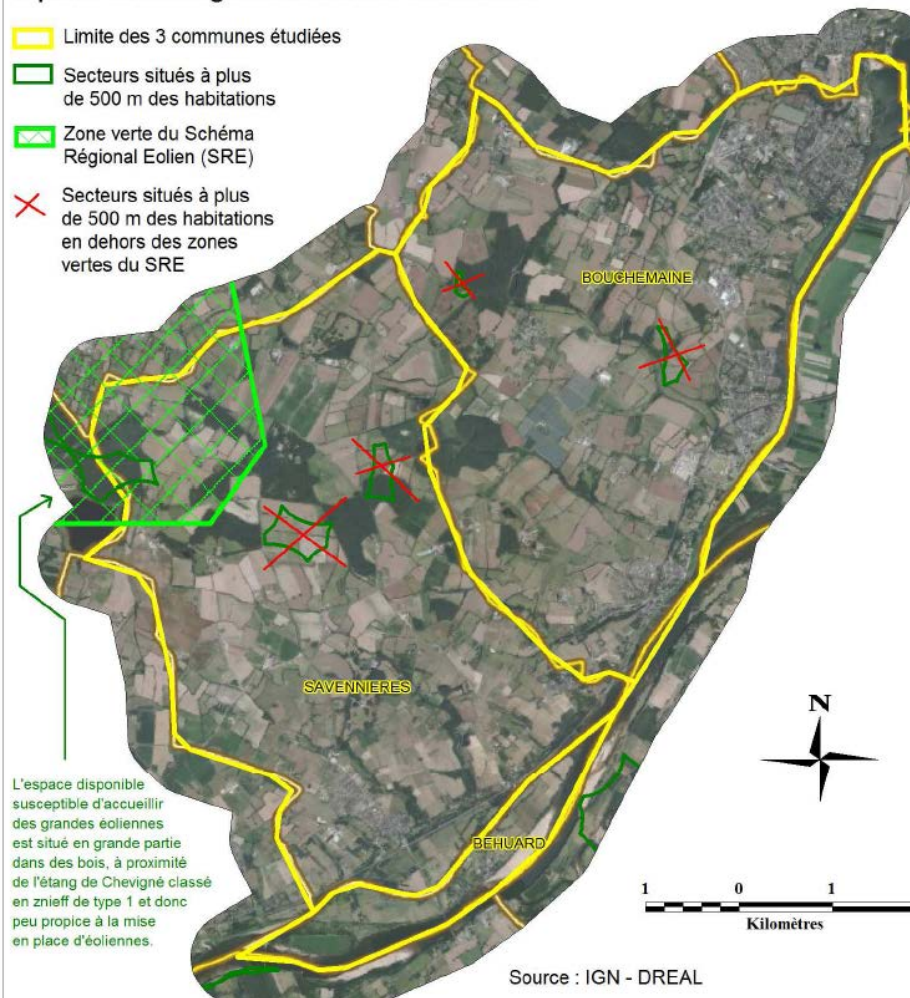 Limite des 3 communes étudiées
Secteurs situés à plus
de 500 m des habitations
Zone verte du Schéma
Régional Eolien (SRE)
Secteurs situés à plus
de 500 m des habitations
en dehors des zones
vertes du SRE
BOUCHEMAINE
SAVENNIERES
BEHUARD
N
L'espace disponible
susceptible d'accueillir
des grandes éoliennes
est situé en grande partie
dans des bois, à proximité
de l'étang de Chevigné classé
en znieff de type 1 et donc
peu propice à la mise
en place d'éoliennes.
1 0 1
Kilomètres
Source : IGN - DREAL